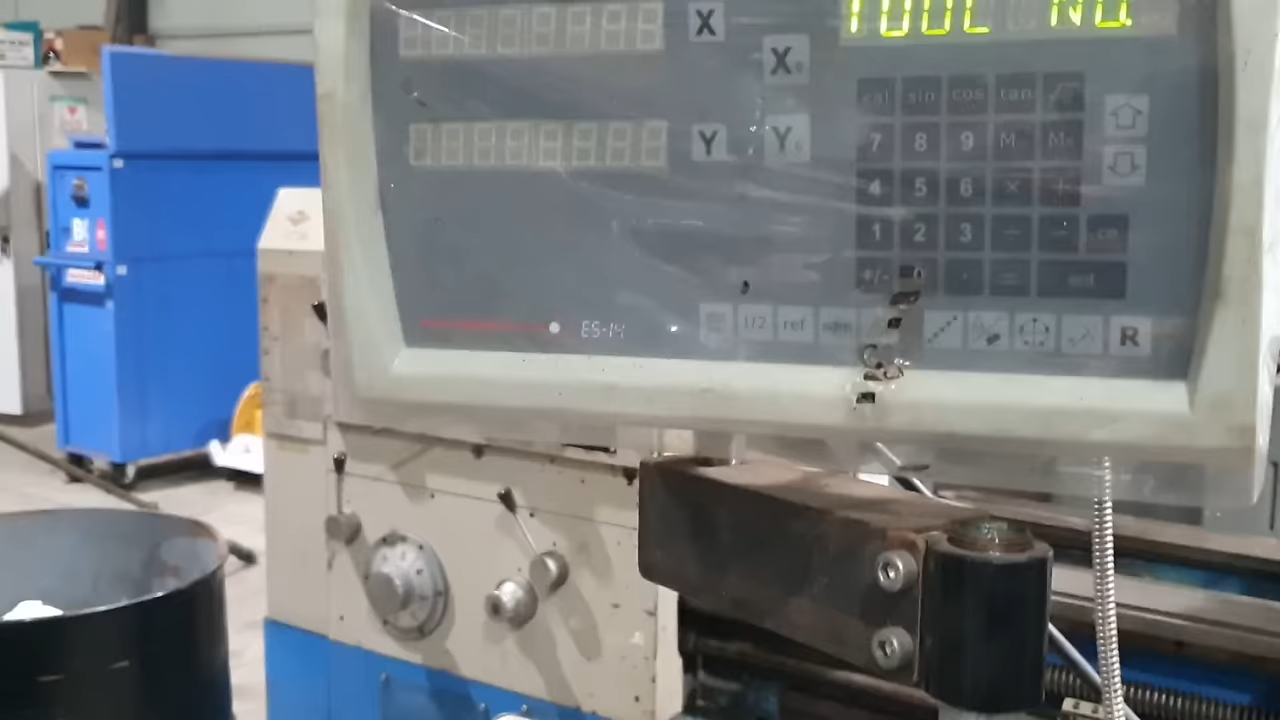 X TOOL NO.
X₀
cal sin cos tan
Y Y₀ 7 8 9 M
4 5 6 ×
1 2 3 ÷ − .ce
+/- 0 . = ent
ES-14 1/2 ref R